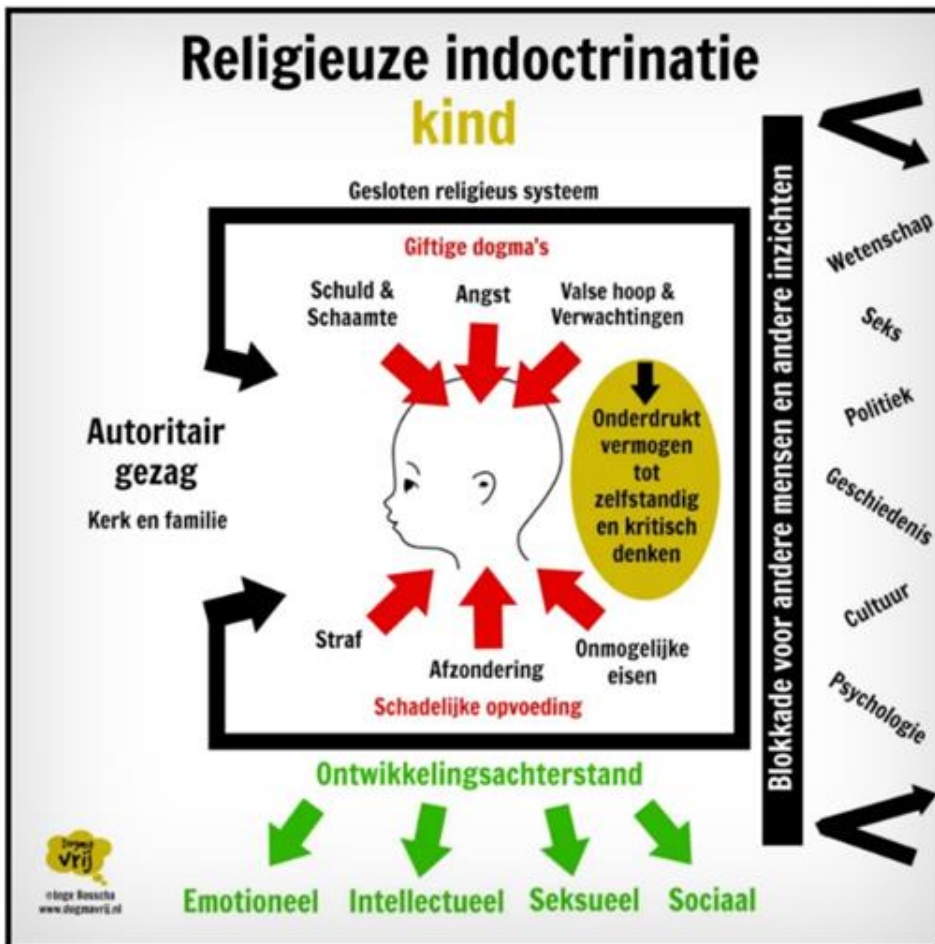 Religieuze indoctrinatie
kind
Gesloten religieus systeem
Giftige dogma's
Schuld &
Schaamte
Angst
Valse hoop &
Verwachtingen
Autoritair
gezag
Kerk en familie
Onderdrukt
vermogen
tot
zelfstandig
en kritisch
denken
Straf
Afzondering
Onmogelijke
eisen
Schadelijke opvoeding
Blokkade voor andere mensen en andere inzichten
Wetenschap
Seks
Politiek
Geschiedenis
Cultuur
Psychologie
Ontwikkelingsachterstand
Emotioneel
Intellectueel
Seksueel
Sociaal
Dogma
vrij
©Inge Bosscha
www.dogmavrij.nl